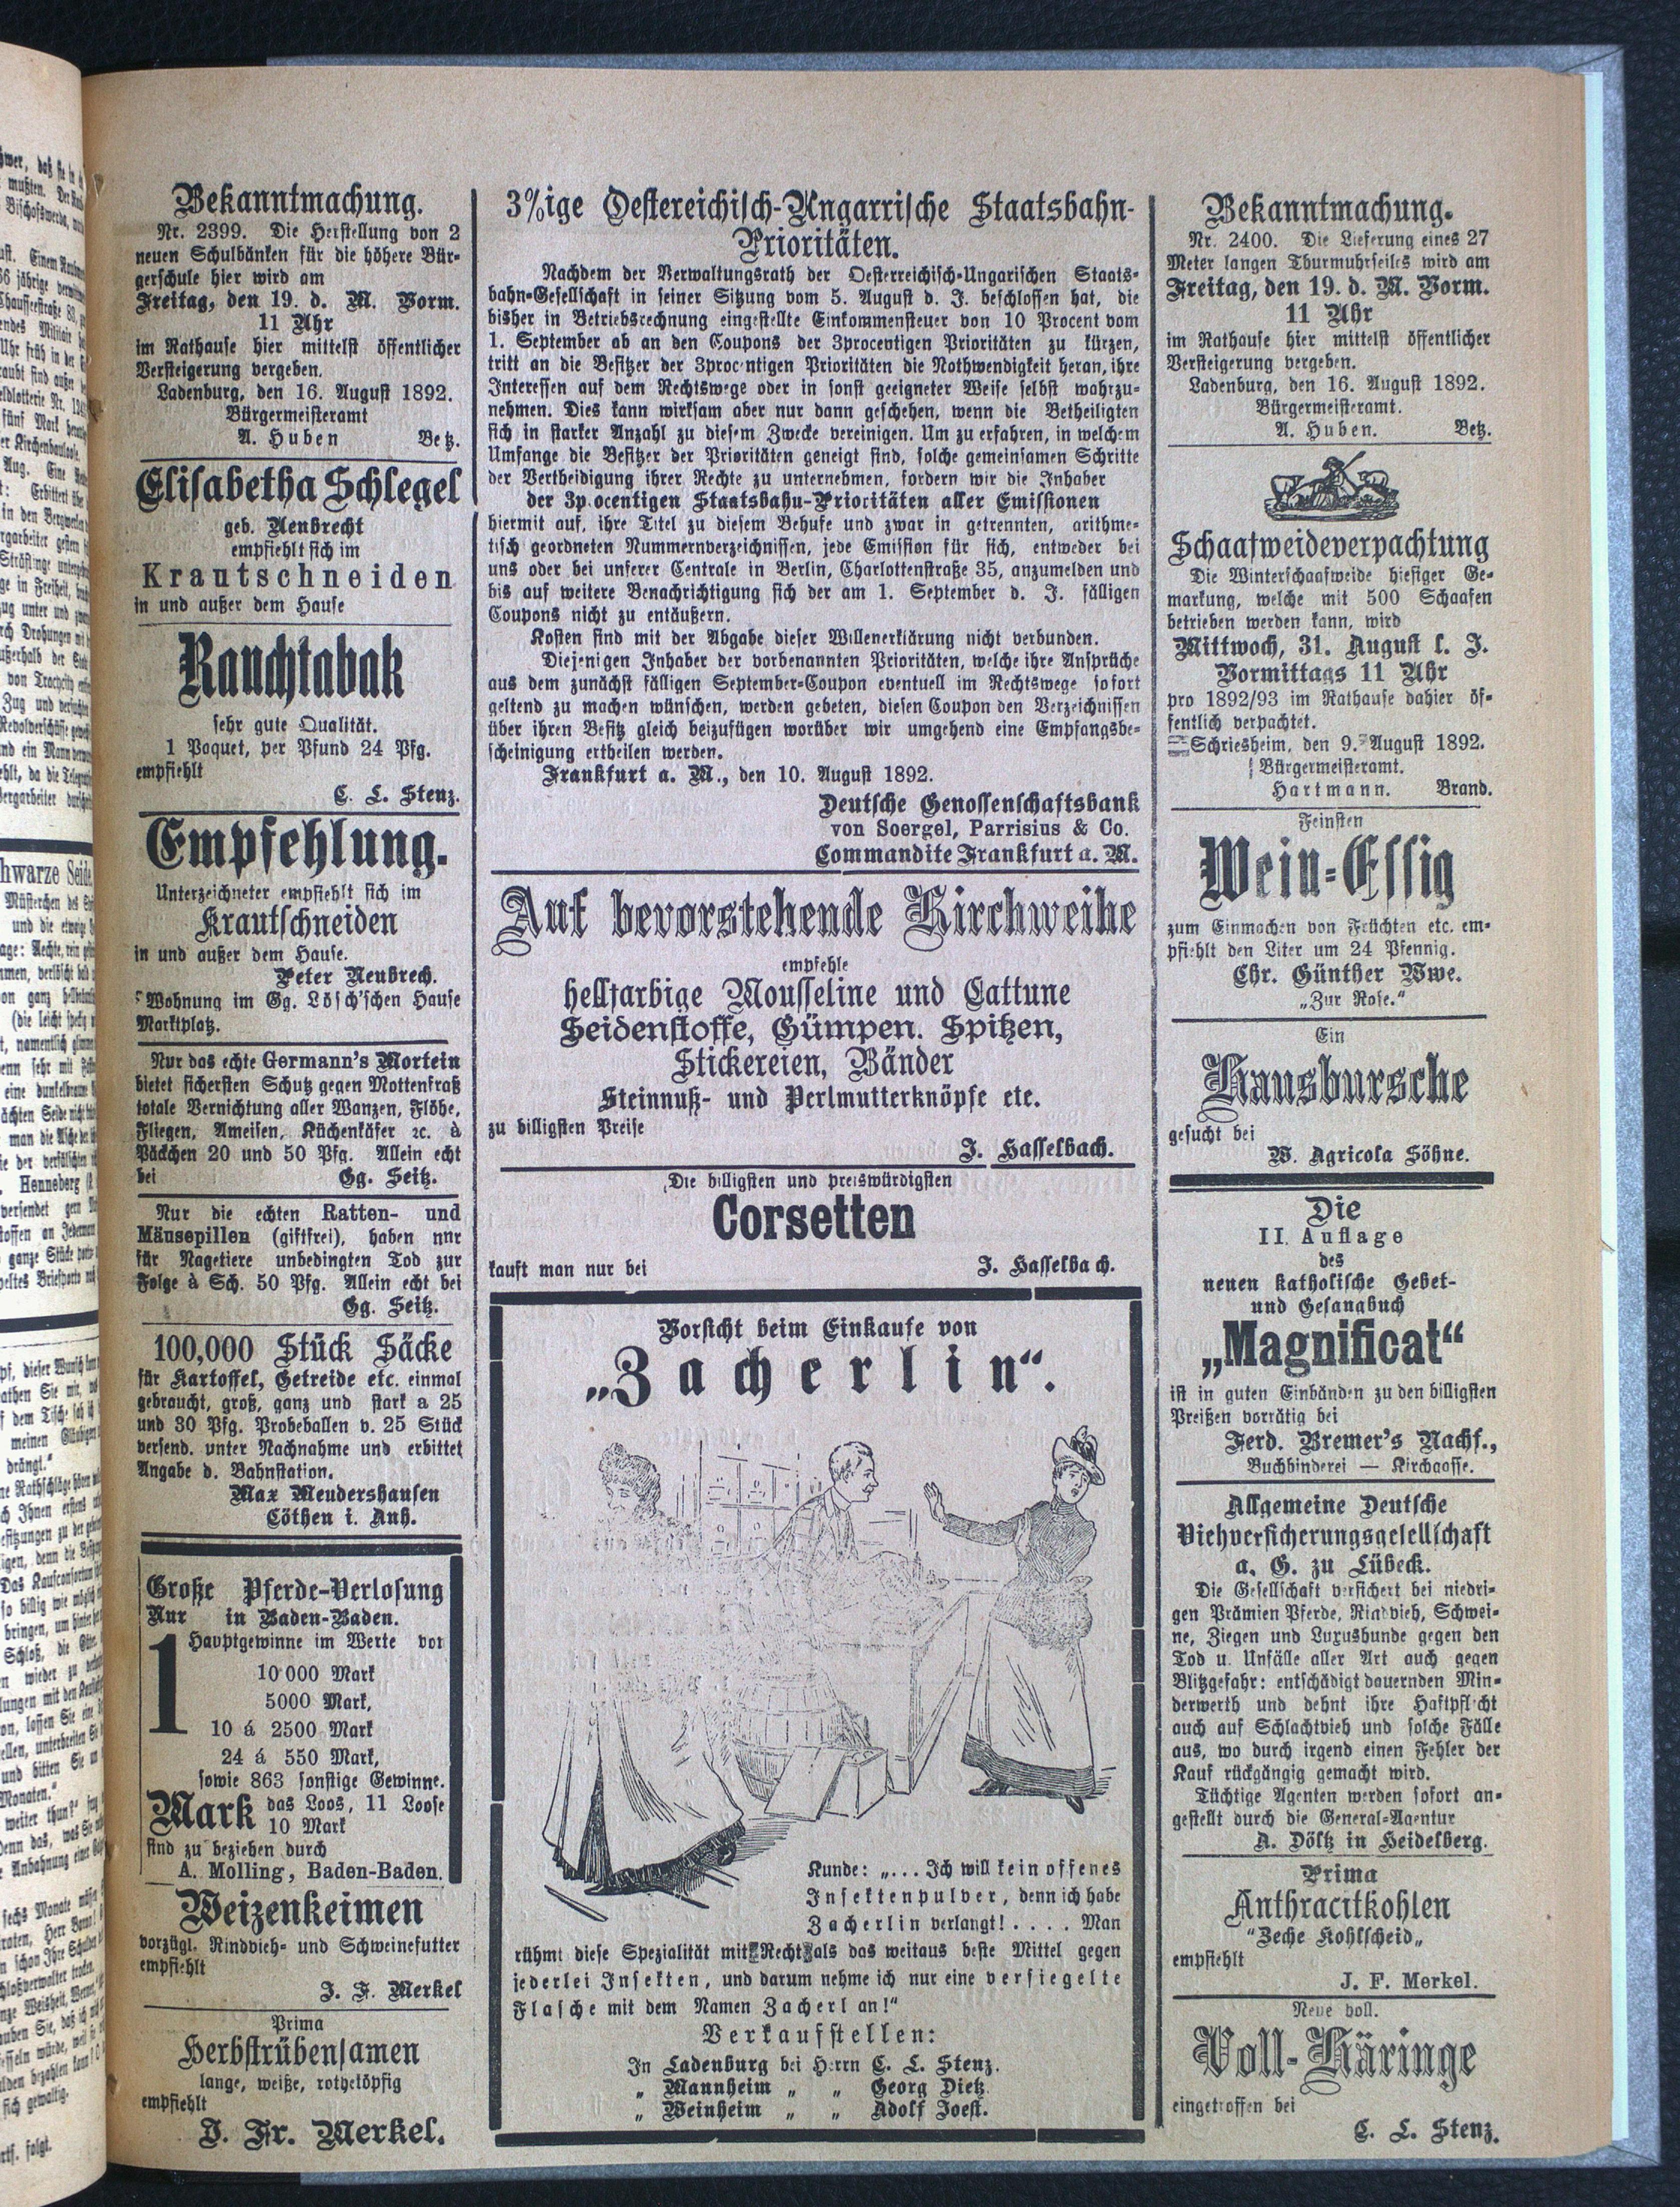 Bekanntmachung.
Nr. 2399. Die Herstellung von 2
neuen Schulbänken für die höhere Bür-
gerschule hier wird am
Freitag, den 19. d. M. Vorm.
11 Uhr
im Rathause hier mittelst öffentlicher
Versteigerung vergeben.
Ladenburg, den 16. August 1892.
Bürgermeisteramt
A. Huben Betz.
Elisabetha Schlegel
geb. Neubrecht
empfiehlt sich im
Krautschneiden
in und außer dem Hause
Rauchtabak
sehr gute Qualität.
1 Paquet, per Pfund 24 Pfg.
empfiehlt
C. L. Stenz.
Empfehlung.
Unterzeichneter empfiehlt sich im
Krautschneiden
in und außer dem Hause.
Peter Neubrech.
Wohnung im Gg. Lösch'schen Hause
Marktplatz.
Nur das echte Germann's Mortein
bietet sichersten Schutz gegen Mottenfraß
totale Vernichtung aller Wanzen, Flöhe,
Fliegen, Ameisen, Küchenkäfer ꝛc. à
Päckchen 20 und 50 Pfg. Allein echt
bei Gg. Seitz.
Nur die echten Ratten- und
Mäusepillen (giftfrei), haben nur
für Nagetiere unbedingten Tod zur
Folge à Sch. 50 Pfg. Allein echt bei
Gg. Seitz.
100,000 Stück Säcke
für Kartoffel, Getreide etc. einmal
gebraucht, groß, ganz und stark a 25
und 30 Pfg. Probeballen v. 25 Stück
versend. unter Nachnahme und erbittet
Angabe d. Bahnstation.
Max Mendershausen
Cöthen i. Anh.
Große Pferde-Verlosung
Nur in Baden-Baden.
1 Hauptgewinne im Werte von
10 000 Mark
5000 Mark,
10 á 2500 Mark
24 á 550 Mark,
sowie 863 sonstige Gewinne.
Mark das Loos, 11 Loose
10 Mark
sind zu beziehen durch
A. Molling, Baden-Baden.
Weizenkeimen
vorzügl. Rindvieh- und Schweinefutter
empfiehlt
J. F. Merkel
Prima
Herbstrübensamen
lange, weiße, rothelöpfig
empfiehlt
J. Fr. Merkel.
3%ige Oestereichisch-Ungarrische Staatsbahn-
Prioritäten.
Nachdem der Verwaltungsrath der Oesterreichisch-Ungarischen Staats-
bahn-Gesellschaft in seiner Sitzung vom 5. August d. J. beschlossen hat, die
bisher in Betriebsrechnung eingestellte Einkommensteuer von 10 Procent vom
1. September ab an den Coupons der 3procentigen Prioritäten zu kürzen,
tritt an die Besitzer der 3procentigen Prioritäten die Nothwendigkeit heran, ihre
Interessen auf dem Rechtswege oder in sonst geeigneter Weise selbst wahrzu-
nehmen. Dies kann wirksam aber nur dann geschehen, wenn die Betheiligten
sich in starker Anzahl zu diesem Zwecke vereinigen. Um zu erfahren, in welchem
Umfange die Besitzer der Prioritäten geneigt sind, solche gemeinsamen Schritte
der Vertheidigung ihrer Rechte zu unternehmen, fordern wir die Inhaber
der 3procentigen Staatsbahn-Prioritäten aller Emissionen
hiermit auf, ihre Titel zu diesem Behufe und zwar in getrennten, arithme-
tisch geordneten Nummernverzeichnissen, jede Emission für sich, entweder bei
uns oder bei unserer Centrale in Berlin, Charlottenstraße 35, anzumelden und
bis auf weitere Benachrichtigung sich der am 1. September d. J. fälligen
Coupons nicht zu entäußern.
Kosten sind mit der Abgabe dieser Willenerklärung nicht verbunden.
Diejenigen Inhaber der vorbenannten Prioritäten, welche ihre Ansprüche
aus dem zunächst fälligen September-Coupon eventuell im Rechtswege sofort
geltend zu machen wünschen, werden gebeten, diesen Coupon den Verzeichnissen
über ihren Besitz gleich beizufügen worüber wir umgehend eine Empfangsbe-
scheinigung ertheilen werden.
Frankfurt a. M., den 10. August 1892.
Deutsche Genossenschaftsbank
von Soergel, Parrisius & Co.
Commandite Frankfurt a. M.
Auf bevorstehende Kirchweihe
empfehle
hellfarbige Mousseline und Cattune
Seidenstoffe, Gümpen. Spitzen,
Stickereien, Bänder
Steinnuß- und Perlmutterknöpfe etc.
zu billigsten Preise
J. Hasselbach.
Die billigsten und preiswürdigsten
Corsetten
kauft man nur bei J. Hasselbach.
Vorsicht beim Einkaufe von
„Zacherlin“.
Kunde: „... Ich will kein offenes
Insektenpulver, denn ich habe
Zacherlin verlangt! .... Man
rühmt diese Spezialität mit Recht als das weitaus beste Mittel gegen
jederlei Insekten, und darum nehme ich nur eine versiegelte
Flasche mit dem Namen Zacherl an!“
Verkaufstellen:
In Ladenburg bei Herrn C. L. Stenz.
„ Mannheim „ „ Georg Dietz
„ Weinheim „ „ Adolf Joest.
Bekanntmachung.
Nr. 2400. Die Lieferung eines 27
Meter langen Thurmuhrseiles wird am
Freitag, den 19. d. M. Vorm.
11 Uhr
im Rathause hier mittelst öffentlicher
Versteigerung vergeben.
Ladenburg, den 16. August 1892.
Bürgermeisteramt.
A. Huben. Betz.
Schaafweideverpachtung
Die Winterschaafweide hiesiger Ge-
markung, welche mit 500 Schaafen
betrieben werden kann, wird
Mittwoch, 31. August l. J.
Vormittags 11 Uhr
pro 1892/93 im Rathause dahier öf-
fentlich verpachtet.
Schriesheim, den 9. August 1892.
Bürgermeisteramt.
Hartmann. Brand.
Feinsten
Wein-Essig
zum Einmachen von Früchten etc. em-
pfiehlt den Liter um 24 Pfennig.
Chr. Günther Wwe.
„Zur Rose.“
Ein
Hausbursche
gesucht bei
W. Agricola Söhne.
Die
II. Auflage
des
neuen katholische Gebet-
und Gesangbuch
„Magnificat“
ist in guten Einbänden zu den billigsten
Preißen vorrätig bei
Ferd. Bremer's Nachf.,
Buchbinderei — Kirchgasse.
Allgemeine Deutsche
Viehversicherungsgesellschaft
a. G. zu Lübeck.
Die Gesellschaft versichert bei niedri-
gen Prämien Pferde, Rindvieh, Schwei-
ne, Ziegen und Luxushunde gegen den
Tod u. Unfälle aller Art auch gegen
Blitzgefahr: entschädigt dauernden Min-
derwerth und dehnt ihre Haftpflicht
auch auf Schlachtvieh und solche Fälle
aus, wo durch irgend einen Fehler der
Kauf rückgängig gemacht wird.
Tüchtige Agenten werden sofort an-
gestellt durch die General-Agentur
A. Döltz in Heidelberg.
Prima
Anthracitkohlen
“Zeche Kohlscheid„
empfiehlt
J. F. Merkel.
Neue holl.
Voll-Häringe
eingetroffen bei
C. L. Stenz.